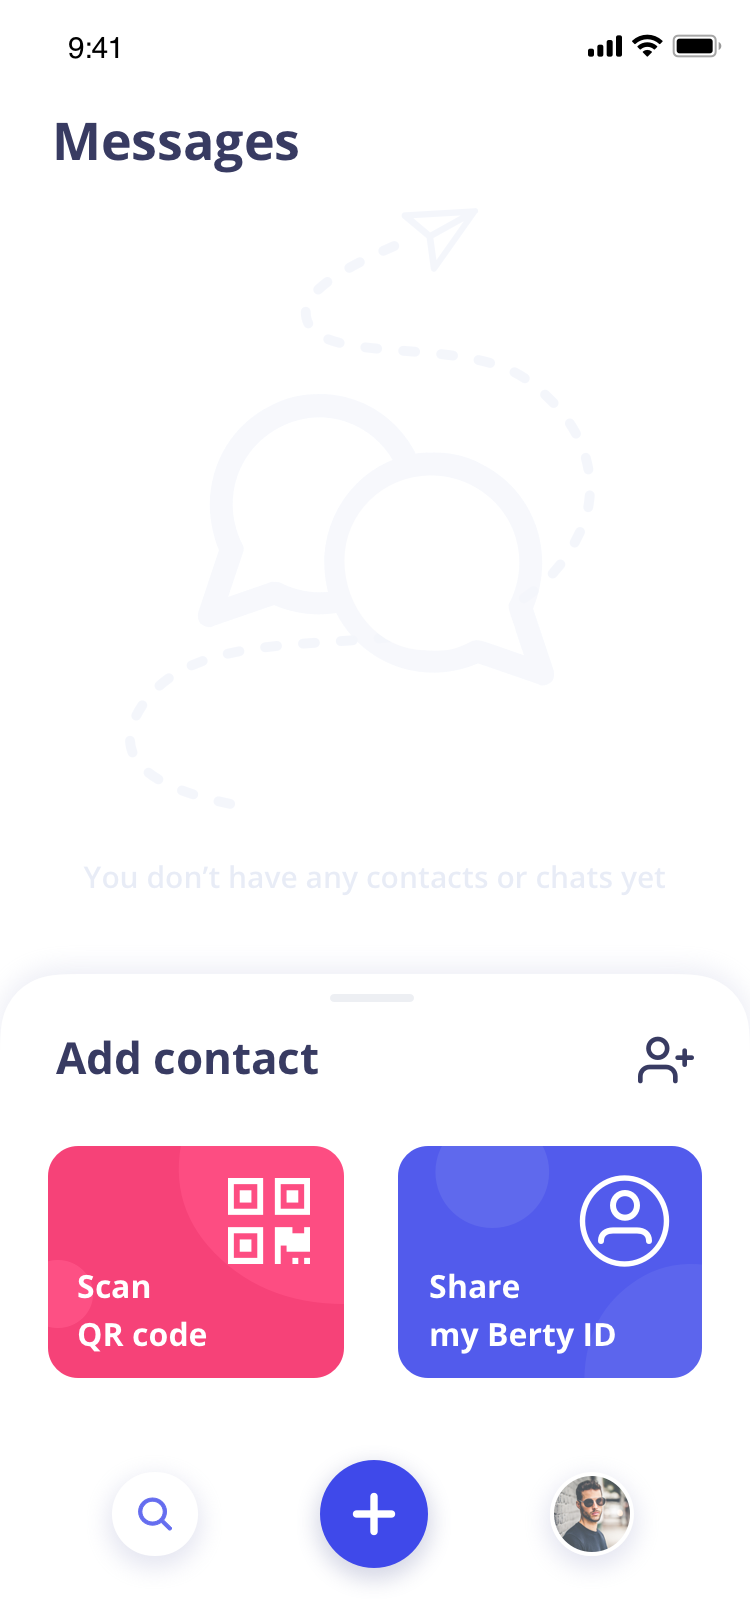 9:41
Messages
You don’t have any contacts or chats yet
Add contact
Scan
QR code
Share
my Berty ID